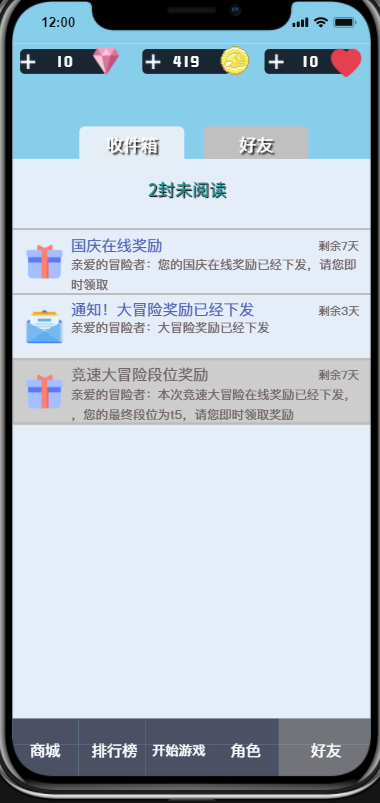 12:00
+ 10 + 419 + 10
收件箱 好友
2封未阅读
国庆在线奖励 剩余7天
亲爱的冒险者：您的国庆在线奖励已经下发，请您即
时领取
通知！大冒险奖励已经下发 剩余3天
亲爱的冒险者：大冒险奖励已经下发
竞速大冒险段位奖励 剩余7天
亲爱的冒险者：本次竞速大冒险在线奖励已经下发，
，您的最终段位为t5，请您即时领取奖励
商城 排行榜 开始游戏 角色 好友